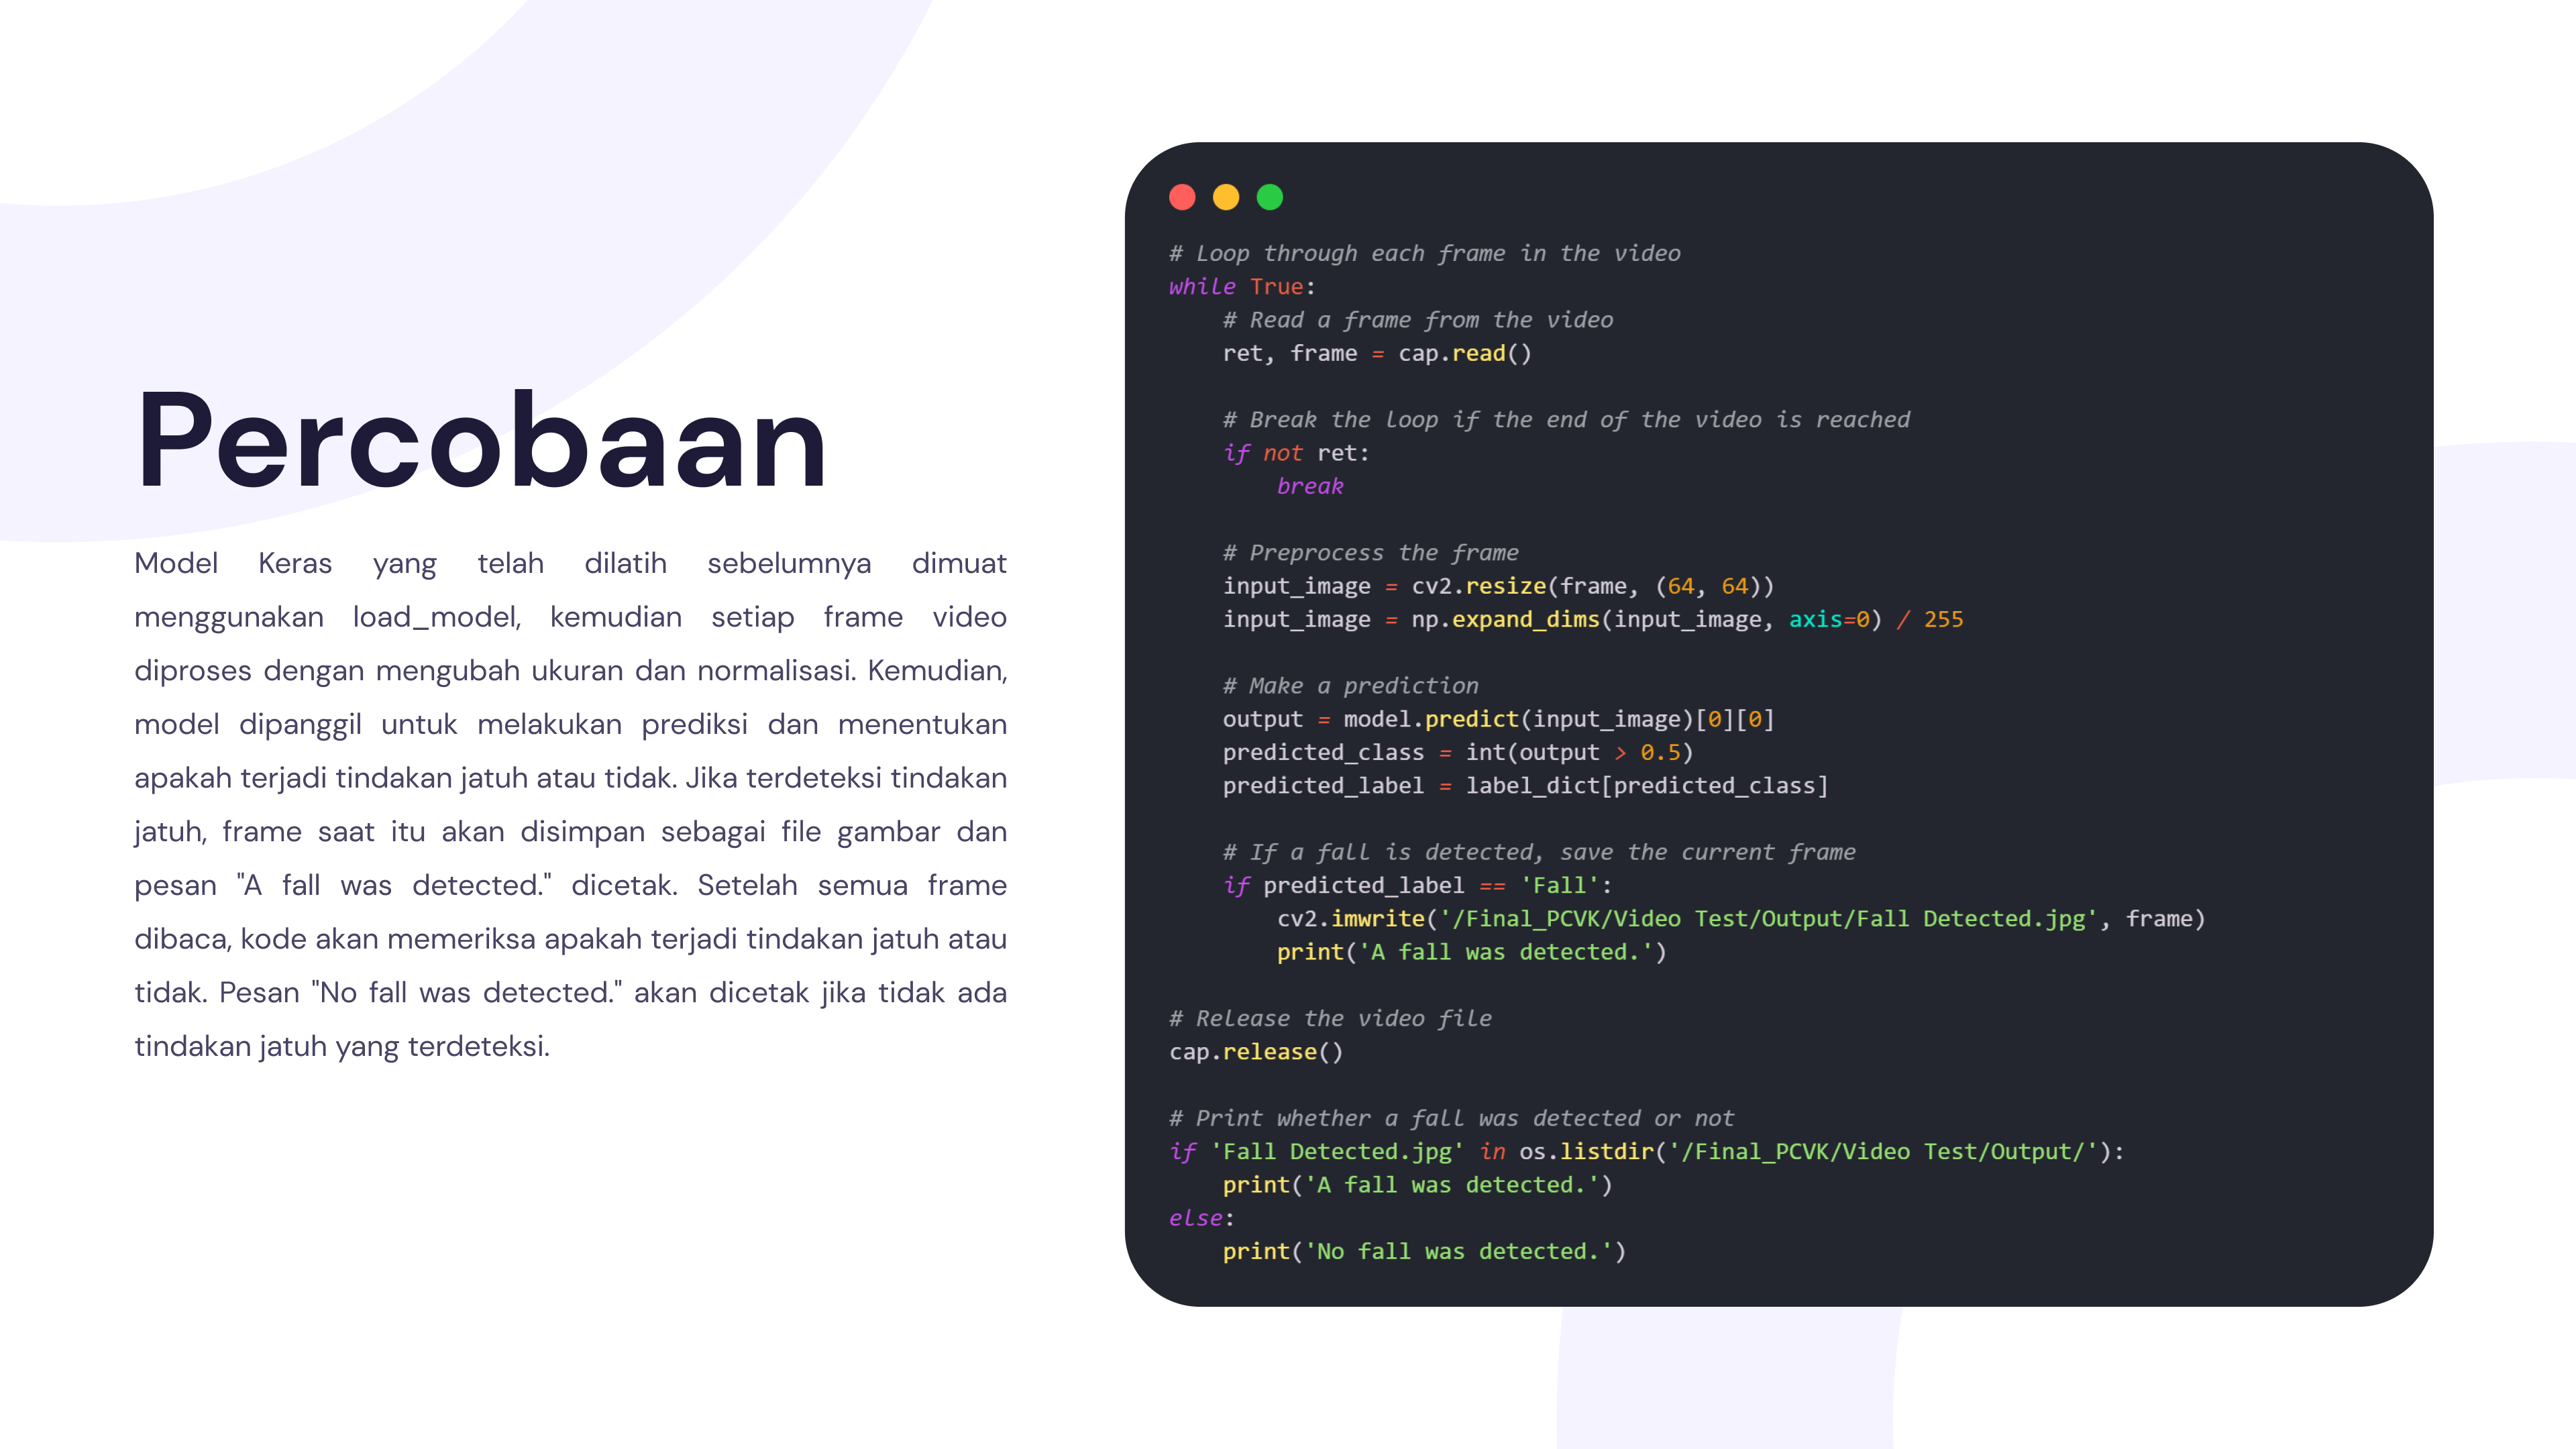 Percobaan
Model Keras yang telah dilatih sebelumnya dimuat
menggunakan load_model, kemudian setiap frame video
diproses dengan mengubah ukuran dan normalisasi. Kemudian,
model dipanggil untuk melakukan prediksi dan menentukan
apakah terjadi tindakan jatuh atau tidak. Jika terdeteksi tindakan
jatuh, frame saat itu akan disimpan sebagai file gambar dan
pesan "A fall was detected." dicetak. Setelah semua frame
dibaca, kode akan memeriksa apakah terjadi tindakan jatuh atau
tidak. Pesan "No fall was detected." akan dicetak jika tidak ada
tindakan jatuh yang terdeteksi.
# Loop through each frame in the video
while True:
    # Read a frame from the video
    ret, frame = cap.read()
    # Break the loop if the end of the video is reached
    if not ret:
        break
    # Preprocess the frame
    input_image = cv2.resize(frame, (64, 64))
    input_image = np.expand_dims(input_image, axis=0) / 255
    # Make a prediction
    output = model.predict(input_image)[0][0]
    predicted_class = int(output > 0.5)
    predicted_label = label_dict[predicted_class]
    # If a fall is detected, save the current frame
    if predicted_label == 'Fall':
        cv2.imwrite('/Final_PCVK/Video Test/Output/Fall Detected.jpg', frame)
        print('A fall was detected.')
# Release the video file
cap.release()
# Print whether a fall was detected or not
if 'Fall Detected.jpg' in os.listdir('/Final_PCVK/Video Test/Output/'):
    print('A fall was detected.')
else:
    print('No fall was detected.')